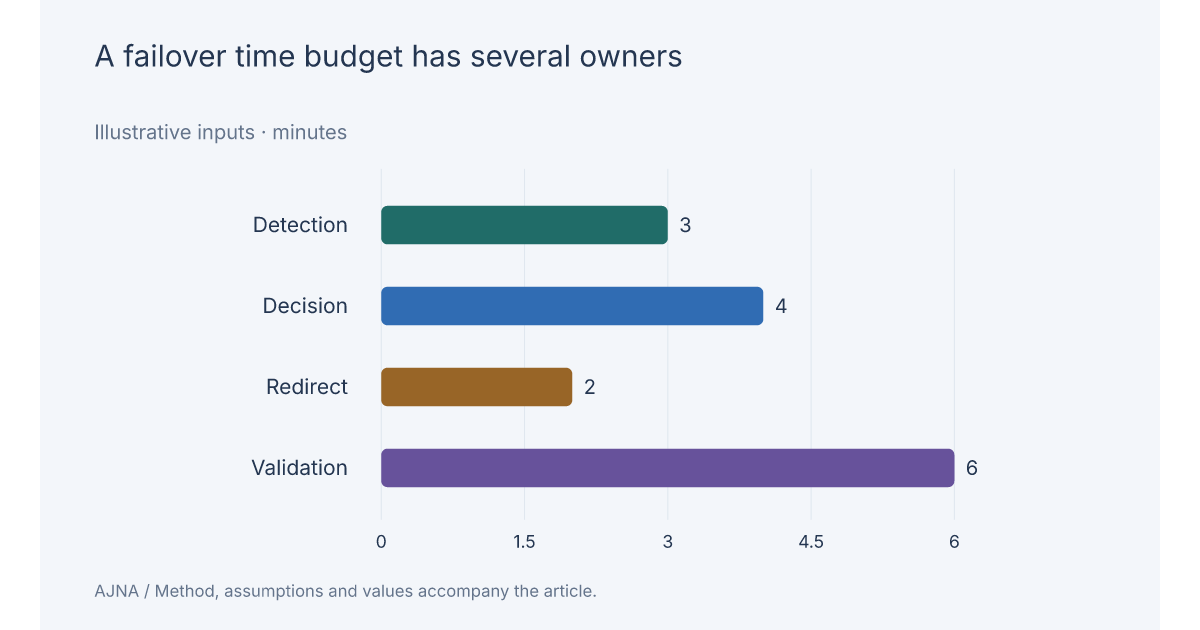 A failover time budget has several owners
Illustrative inputs · minutes
Detection 3
Decision 4
Redirect 2
Validation 6
0 1.5 3 4.5 6
AJNA / Method, assumptions and values accompany the article.